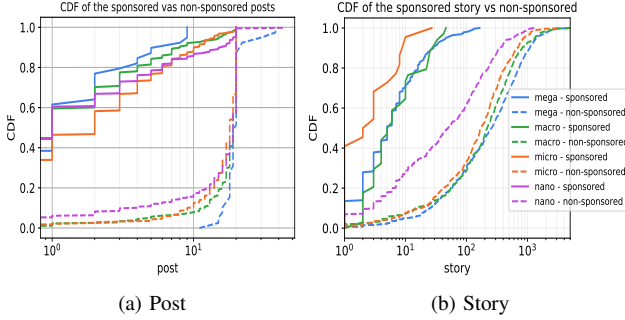 CDF of the sponsored vas non-sponsored posts
CDF
1.0
0.8
0.6
0.4
0.2
0.0
10^0
10^1
post
(a) Post
CDF of the sponsored story vs non-sponsored
CDF
1.0
0.8
0.6
0.4
0.2
0.0
mega - sponsored
mega - non-sponsored
macro - sponsored
macro - non-sponsored
micro - sponsored
micro - non-sponsored
nano - sponsored
nano - non-sponsored
10^0
10^1
10^2
10^3
story
(b) Story